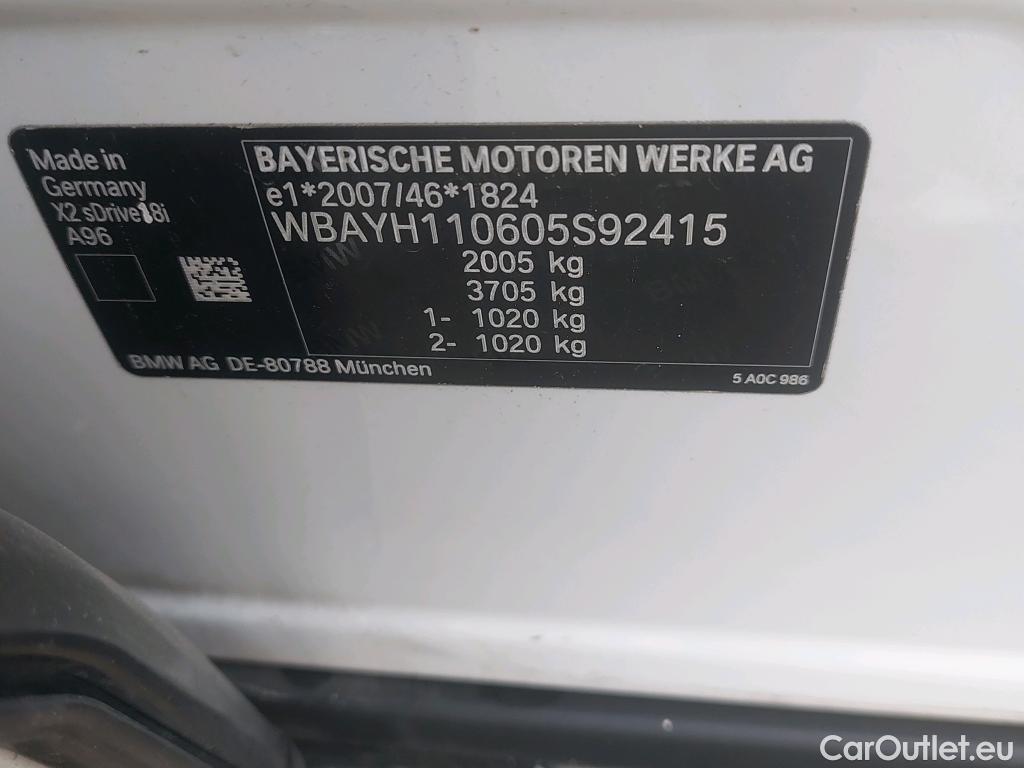 Made in
Germany
X2 sDrive18i
A96
BAYERISCHE MOTOREN WERKE AG
e1*2007/46*1824
WBAYH110605S92415
2005 kg
3705 kg
1- 1020 kg
2- 1020 kg
BMW AG DE-80788 München
5 A0C 986
CarOutlet.eu